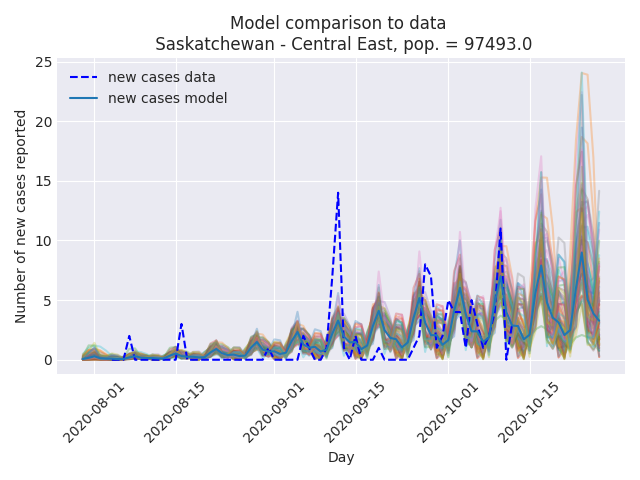 Model comparison to data
Saskatchewan - Central East, pop. = 97493.0
new cases data
new cases model
Number of new cases reported
25
20
15
10
5
0
2020-08-01
2020-08-15
2020-09-01
2020-09-15
2020-10-01
2020-10-15
Day